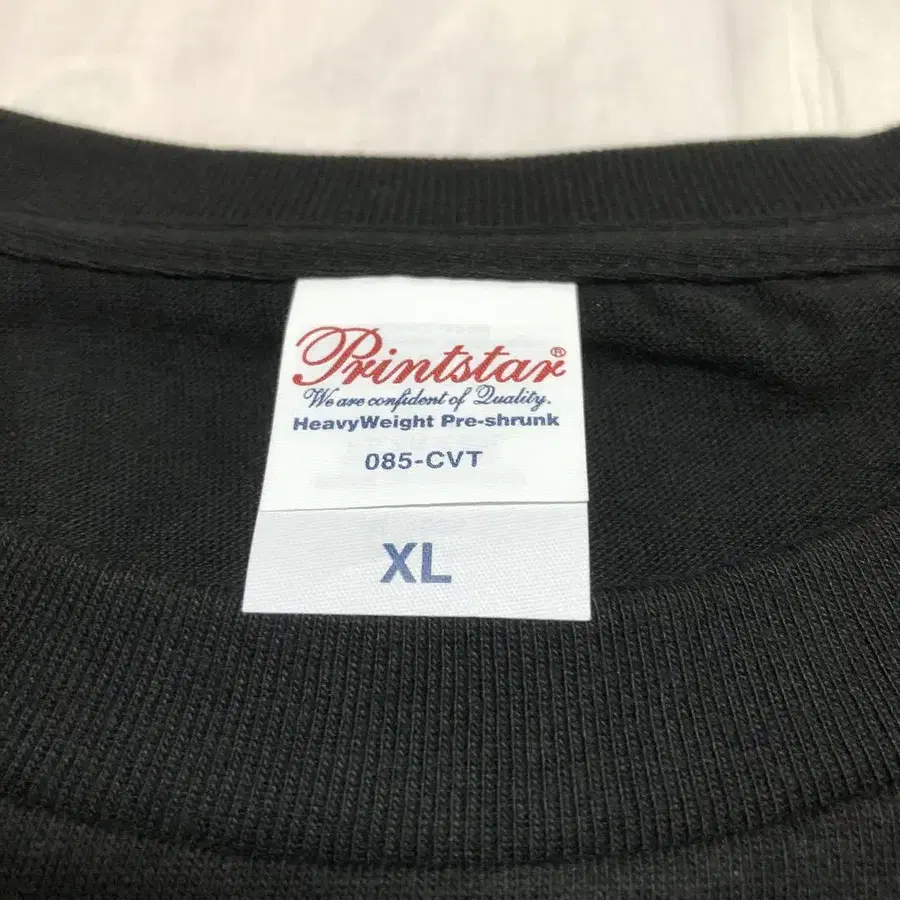 Printstar®
We are confident of Quality.
HeavyWeight Pre-shrunk
085-CVT
XL